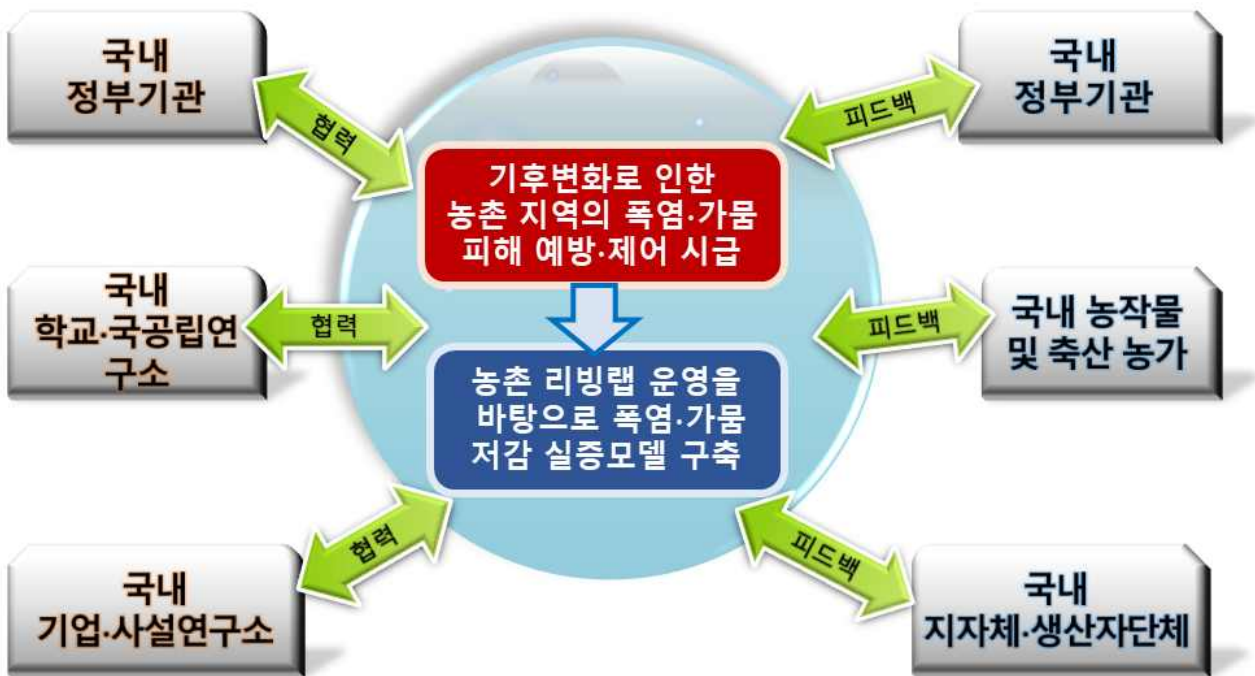 국내
정부기관
협력
국내
학교·국공립연
구소
협력
국내
기업·사설연구소
협력
기후변화로 인한
농촌 지역의 폭염·가뭄
피해 예방·제어 시급
농촌 리빙랩 운영을
바탕으로 폭염·가뭄
저감 실증모델 구축
피드백
국내
정부기관
피드백
국내 농작물
및 축산 농가
피드백
국내
지자체·생산자단체